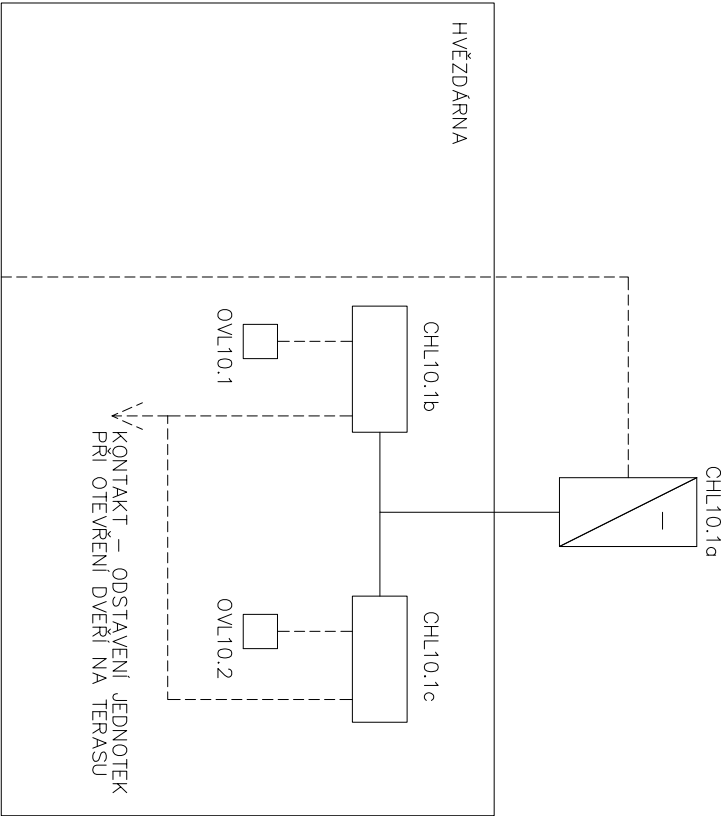 CHL10.1a
HVĚZDÁRNA
CHL10.1b
CHL10.1c
OVL10.1
OVL10.2
KONTAKT – ODSTAVENÍ JEDNOTEK
PŘI OTEVŘENÍ DVEŘÍ NA TERASU